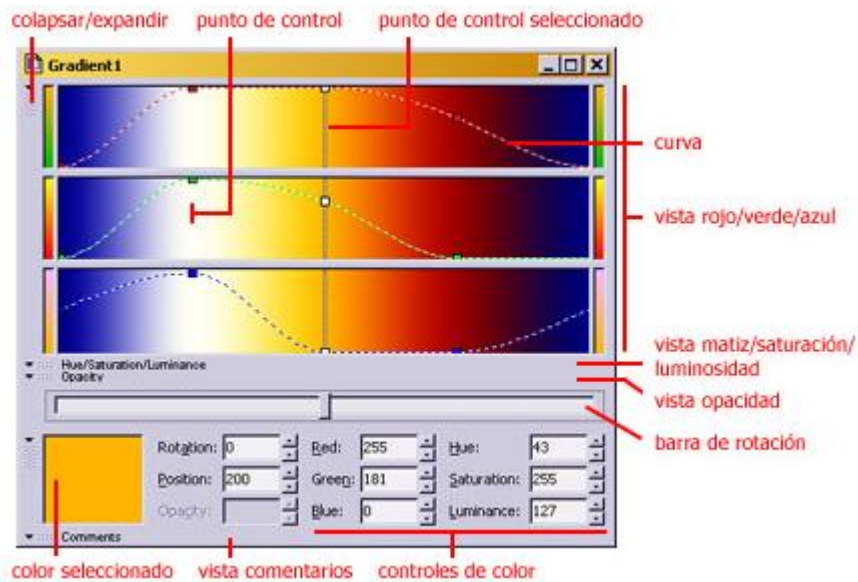 colapsar/expandir
punto de control
punto de control seleccionado
Gradient1
curva
vista rojo/verde/azul
vista matiz/saturación/
luminosidad
Hue/Saturation/Luminance
Opacity
vista opacidad
barra de rotación
Rotation: 0 Red: 255 Hue: 43
Position: 200 Green: 181 Saturation: 255
Opacity: Blue: 0 Luminance: 127
Comments
color seleccionado
vista comentarios
controles de color